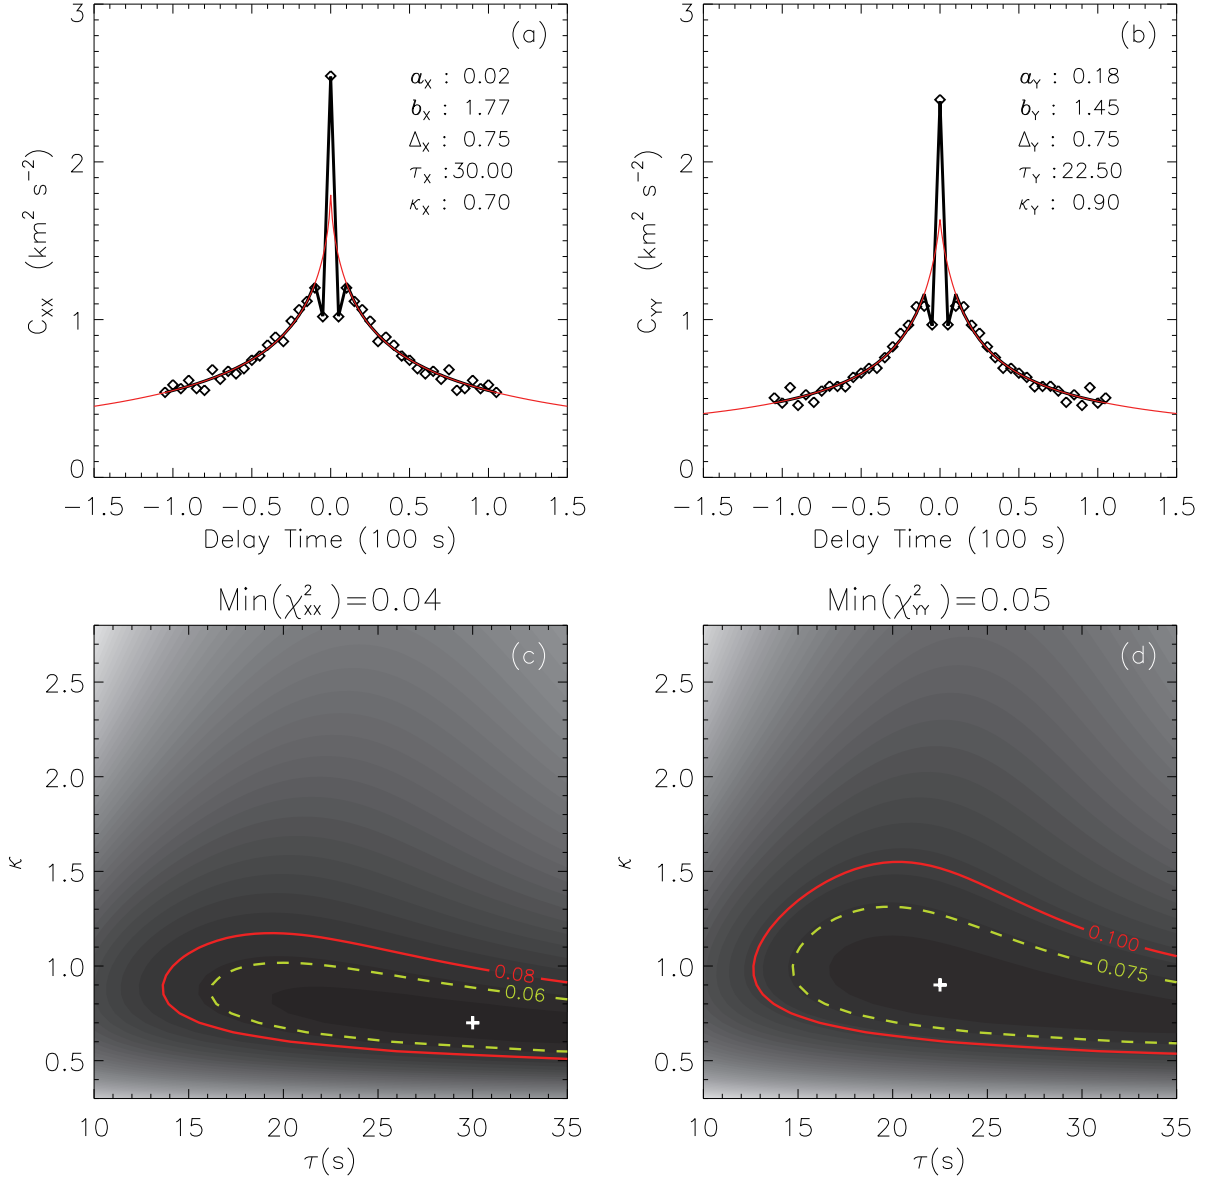 (a)
a_X : 0.02
b_X : 1.77
Δ_X : 0.75
τ_X :30.00
κ_X : 0.70
3
2
1
0
C_XX (km² s⁻²)
−1.5 −1.0 −0.5 0.0 0.5 1.0 1.5
Delay Time (100 s)
(b)
a_Y : 0.18
b_Y : 1.45
Δ_Y : 0.75
τ_Y :22.50
κ_Y : 0.90
3
2
1
0
C_YY (km² s⁻²)
−1.5 −1.0 −0.5 0.0 0.5 1.0 1.5
Delay Time (100 s)
Min(χ²_XX)=0.04
(c)
2.5
2.0
1.5
1.0
0.5
κ
0.08
0.06
10 15 20 25 30 35
τ(s)
Min(χ²_YY)=0.05
(d)
2.5
2.0
1.5
1.0
0.5
κ
0.100
0.075
10 15 20 25 30 35
τ(s)